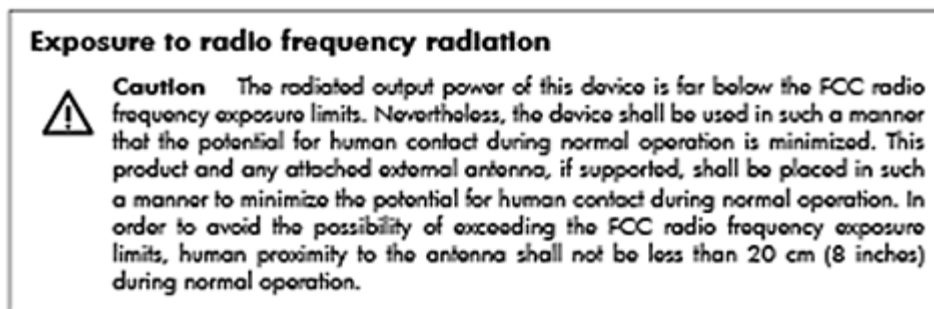 Exposure to radio frequency radiation
Caution The radiated output power of this device is far below the FCC radio
frequency exposure limits. Nevertheless, the device shall be used in such a manner
that the potential for human contact during normal operation is minimized. This
product and any attached external antenna, if supported, shall be placed in such
a manner to minimize the potential for human contact during normal operation. In
order to avoid the possibility of exceeding the FCC radio frequency exposure
limits, human proximity to the antenna shall not be less than 20 cm (8 inches)
during normal operation.